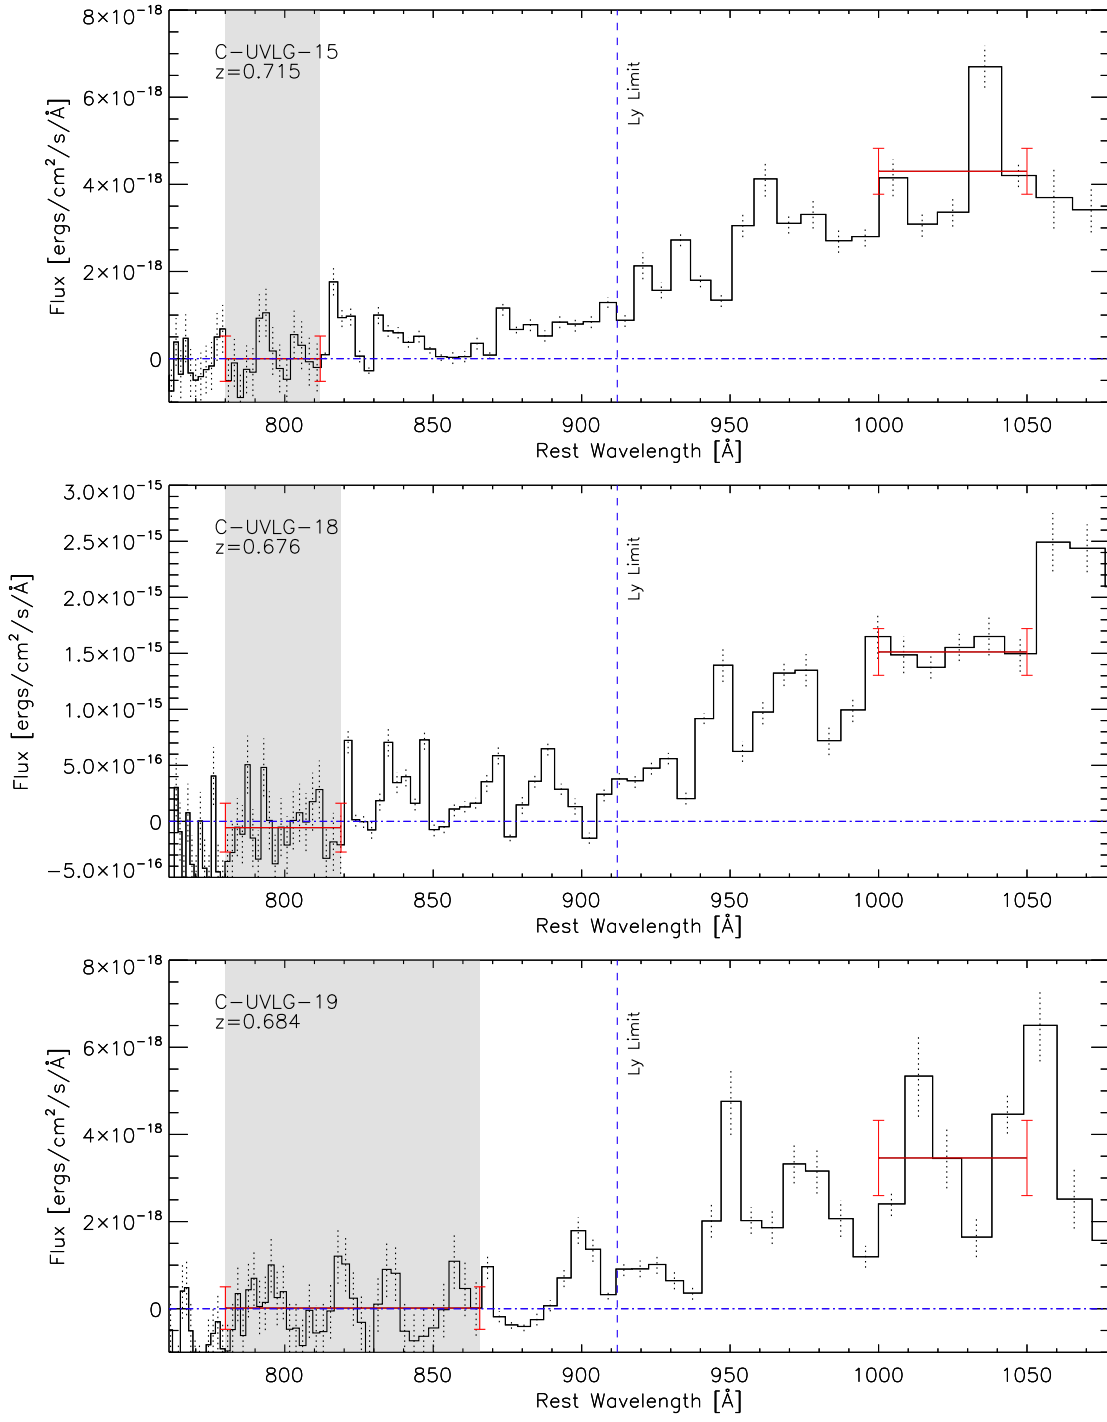 8×10⁻¹⁸
6×10⁻¹⁸
4×10⁻¹⁸
2×10⁻¹⁸
0
Flux [ergs/cm²/s/Å]
C-UVLG-15
z=0.715
Ly Limit
800 850 900 950 1000 1050
Rest Wavelength [Å]
3.0×10⁻¹⁵
2.5×10⁻¹⁵
2.0×10⁻¹⁵
1.5×10⁻¹⁵
1.0×10⁻¹⁵
5.0×10⁻¹⁶
0
−5.0×10⁻¹⁶
Flux [ergs/cm²/s/Å]
C-UVLG-18
z=0.676
Ly Limit
800 850 900 950 1000 1050
Rest Wavelength [Å]
8×10⁻¹⁸
6×10⁻¹⁸
4×10⁻¹⁸
2×10⁻¹⁸
0
Flux [ergs/cm²/s/Å]
C-UVLG-19
z=0.684
Ly Limit
800 850 900 950 1000 1050
Rest Wavelength [Å]